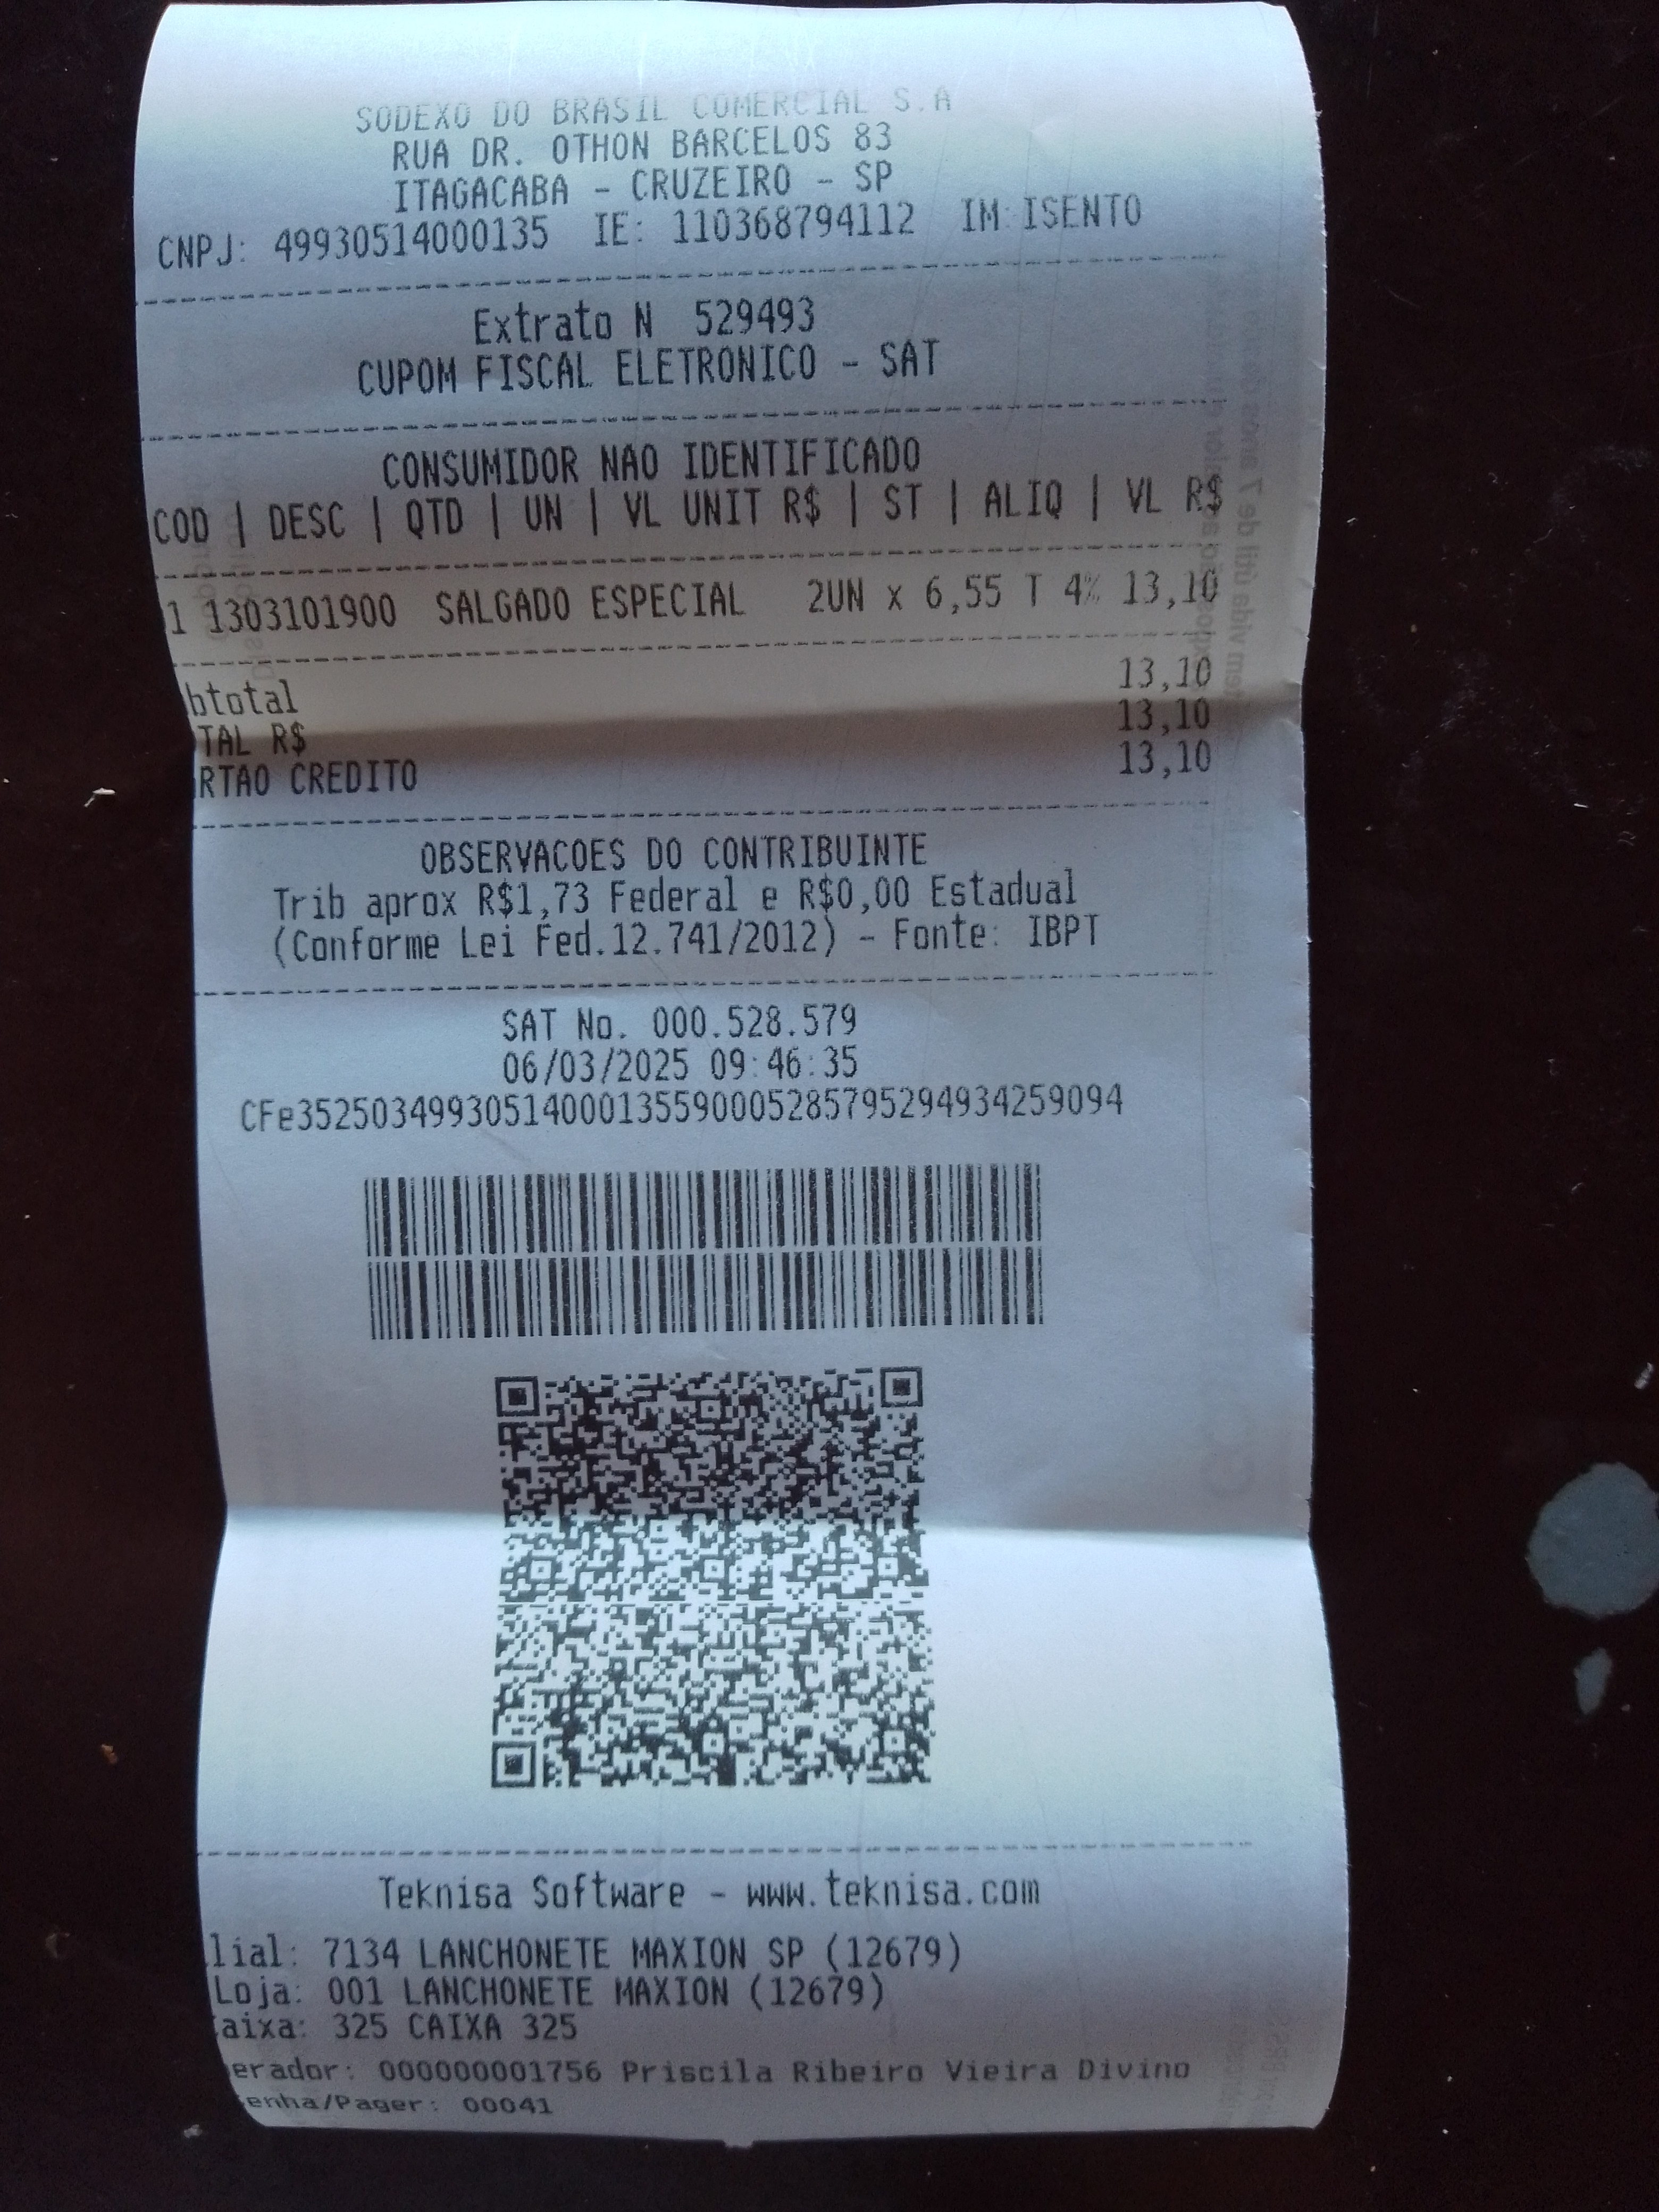 SODEXO DO BRASIL COMERCIAL S.A
RUA DR. OTHON BARCELOS 83
ITAGACABA - CRUZEIRO - SP
CNPJ: 49930514000135 IE: 110368794112 IM: ISENTO
Extrato N 529493
CUPOM FISCAL ELETRONICO - SAT
CONSUMIDOR NAO IDENTIFICADO
COD | DESC | QTD | UN | VL UNIT R$ | ST | ALIQ | VL R$
1 1303101900 SALGADO ESPECIAL 2UN x 6,55 T 4% 13,10
btotal 13,10
TAL R$ 13,10
RTAO CREDITO 13,10
OBSERVACOES DO CONTRIBUINTE
Trib aprox R$1,73 Federal e R$0,00 Estadual
(Conforme Lei Fed.12.741/2012) - Fonte: IBPT
SAT No. 000.528.579
06/03/2025 09:46:35
CFe35250349930514000135590005285795294934259094
Teknisa Software - www.teknisa.com
lial: 7134 LANCHONETE MAXION SP (12679)
Loja: 001 LANCHONETE MAXION (12679)
aixa: 325 CAIXA 325
erador: 000000001756 Priscila Ribeiro Vieira Divino
enha/Pager: 00041